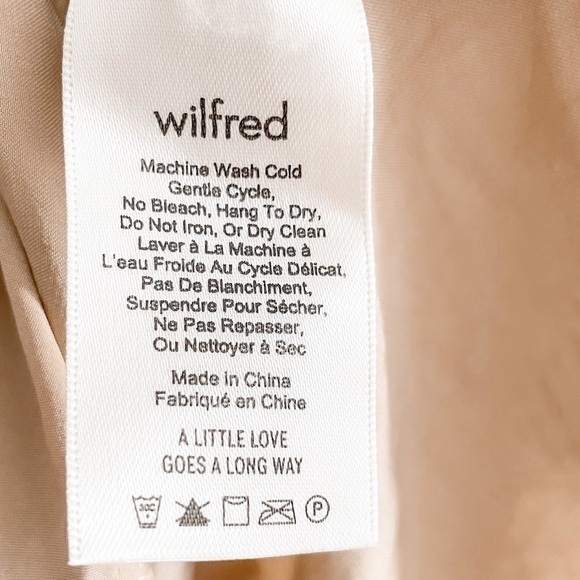 wilfred
Machine Wash Cold
Gentle Cycle,
No Bleach, Hang To Dry,
Do Not Iron, Or Dry Clean
Laver à La Machine à
L'eau Froide Au Cycle Délicat,
Pas De Blanchiment,
Suspendre Pour Sécher,
Ne Pas Repasser,
Ou Nettoyer à Sec
Made in China
Fabriqué en Chine
A LITTLE LOVE
GOES A LONG WAY
30C P